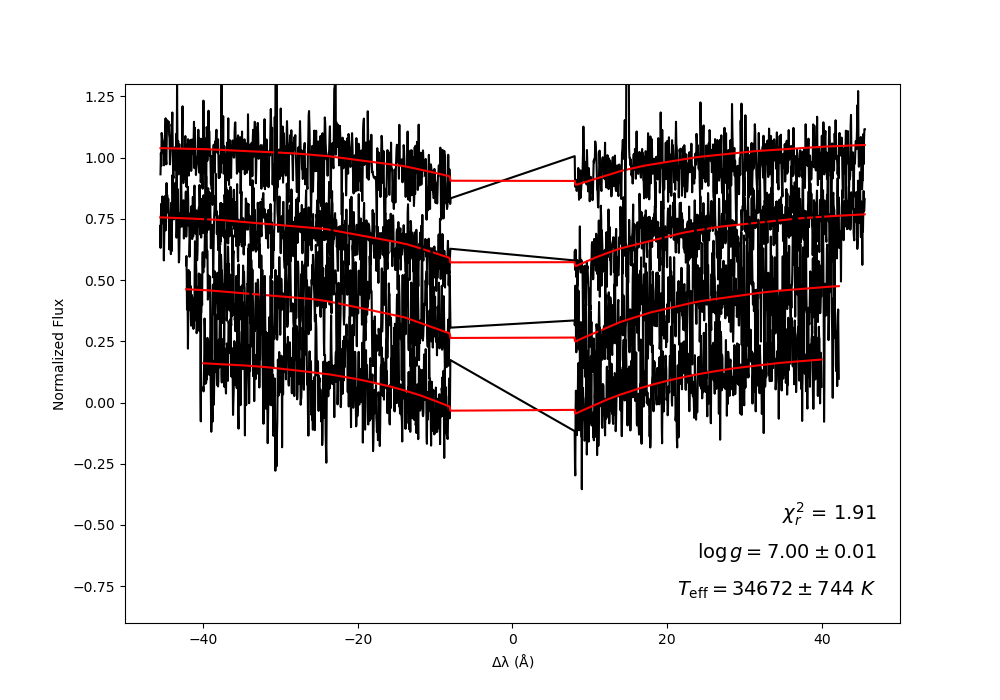 1.25
1.00
0.75
0.50
0.25
0.00
−0.25
−0.50
−0.75
Normalized Flux
χ²ᵣ = 1.91
log g = 7.00 ± 0.01
T_eff = 34672 ± 744 K
−40 −20 0 20 40
Δλ (Å)